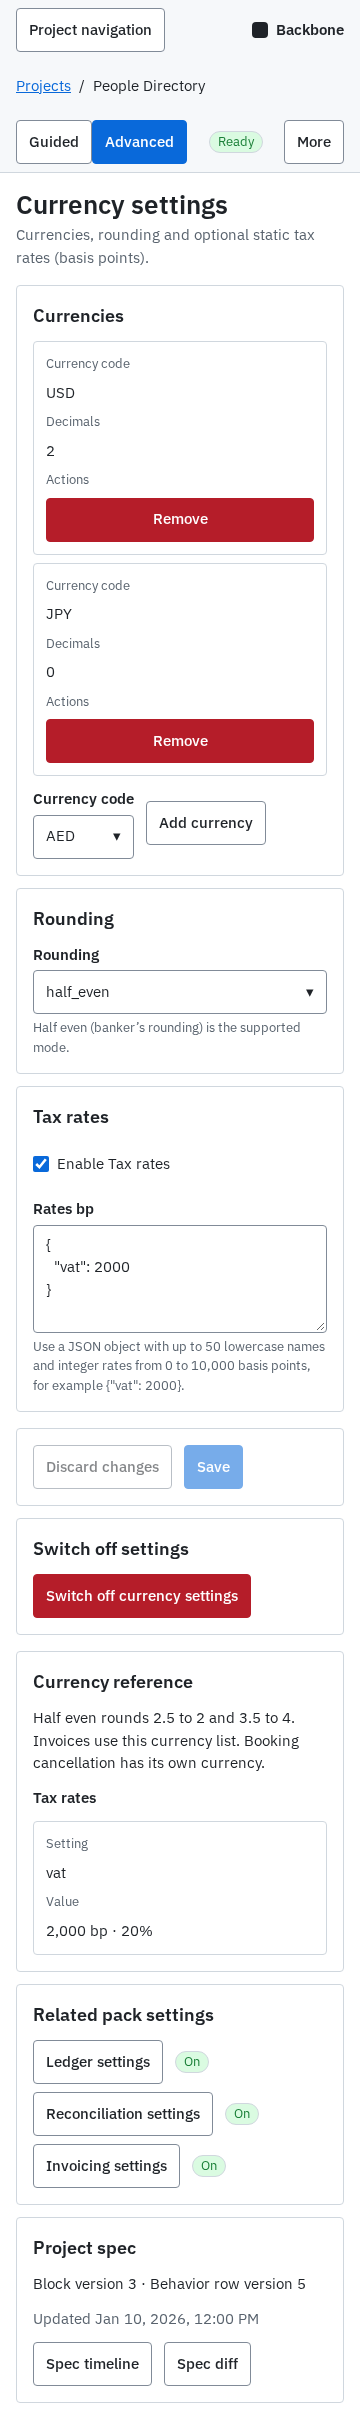 Project navigation
Backbone
Projects / People Directory
Guided
Advanced
Ready
More
Currency settings
Currencies, rounding and optional static tax
rates (basis points).
Currencies
Currency code
USD
Decimals
2
Actions
Remove
Currency code
JPY
Decimals
0
Actions
Remove
Currency code
AED
Add currency
Rounding
Rounding
half_even
Half even (banker’s rounding) is the supported
mode.
Tax rates
Enable Tax rates
Rates bp
{
"vat": 2000
}
Use a JSON object with up to 50 lowercase names
and integer rates from 0 to 10,000 basis points,
for example {"vat": 2000}.
Discard changes
Save
Switch off settings
Switch off currency settings
Currency reference
Half even rounds 2.5 to 2 and 3.5 to 4.
Invoices use this currency list. Booking
cancellation has its own currency.
Tax rates
Setting
vat
Value
2,000 bp · 20%
Related pack settings
Ledger settings
On
Reconciliation settings
On
Invoicing settings
On
Project spec
Block version 3 · Behavior row version 5
Updated Jan 10, 2026, 12:00 PM
Spec timeline
Spec diff